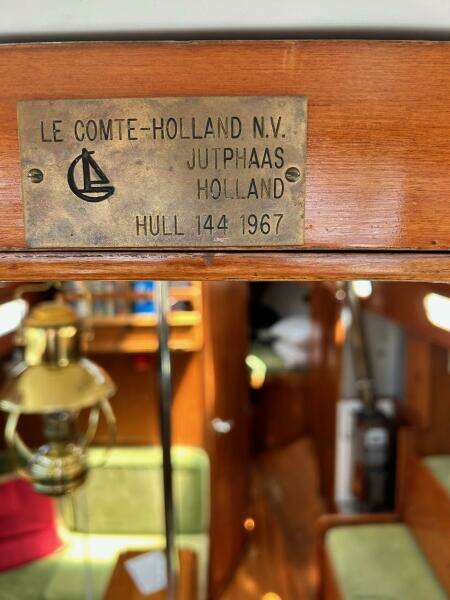 LE COMTE-HOLLAND N.V.
JUTPHAAS
HOLLAND
HULL 144 1967